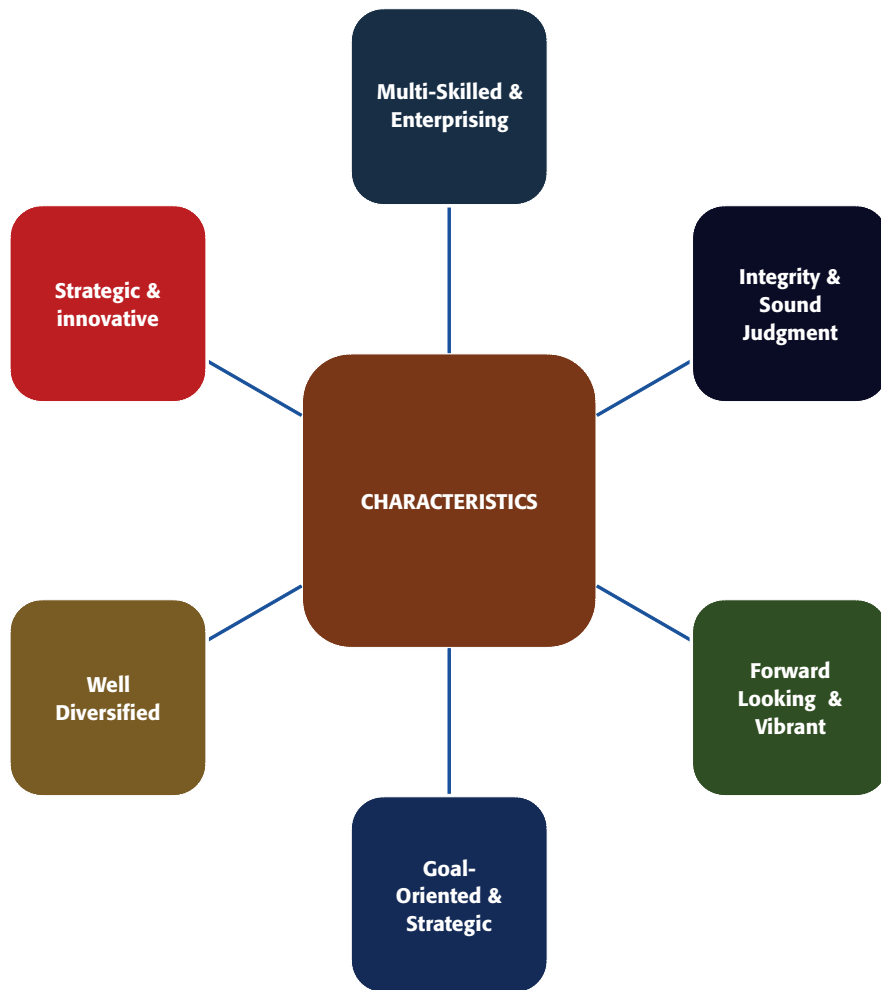 Multi-Skilled &
Enterprising
Strategic &
innovative
Integrity &
Sound
Judgment
CHARACTERISTICS
Well
Diversified
Forward
Looking  &
Vibrant
Goal-
Oriented &
Strategic